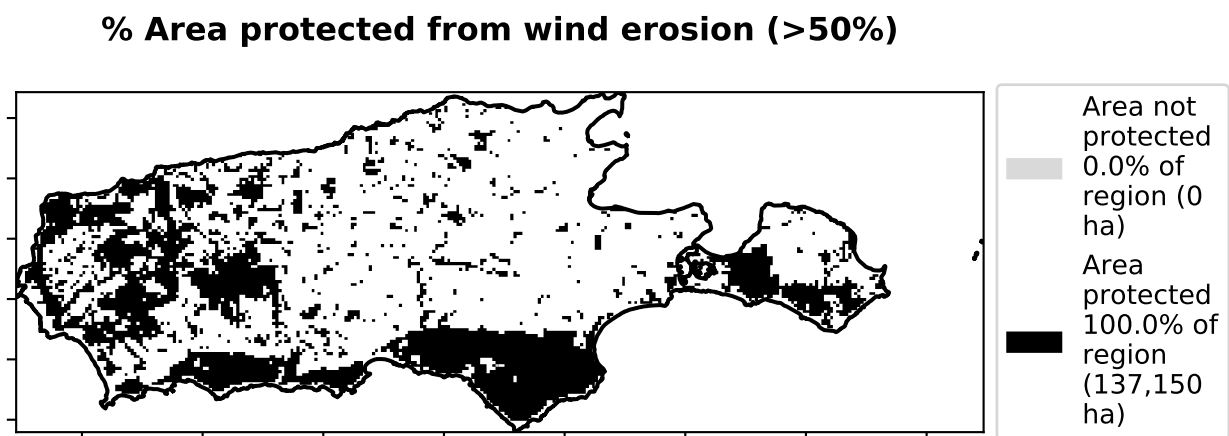 % Area protected from wind erosion (>50%)
Area not
protected
0.0% of
region (0
ha)
Area
protected
100.0% of
region
(137,150
ha)